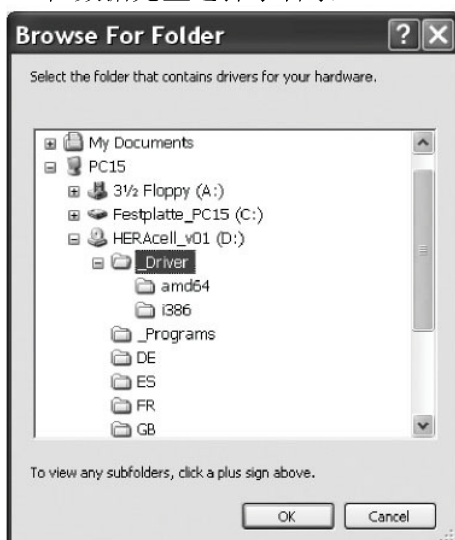 Browse For Folder
Select the folder that contains drivers for your hardware.
My Documents
PC15
3½ Floppy (A:)
Festplatte_PC15 (C:)
HERAcell_v01 (D:)
_Driver
amd64
i386
_Programs
DE
ES
FR
GB
To view any subfolders, click a plus sign above.
OK Cancel